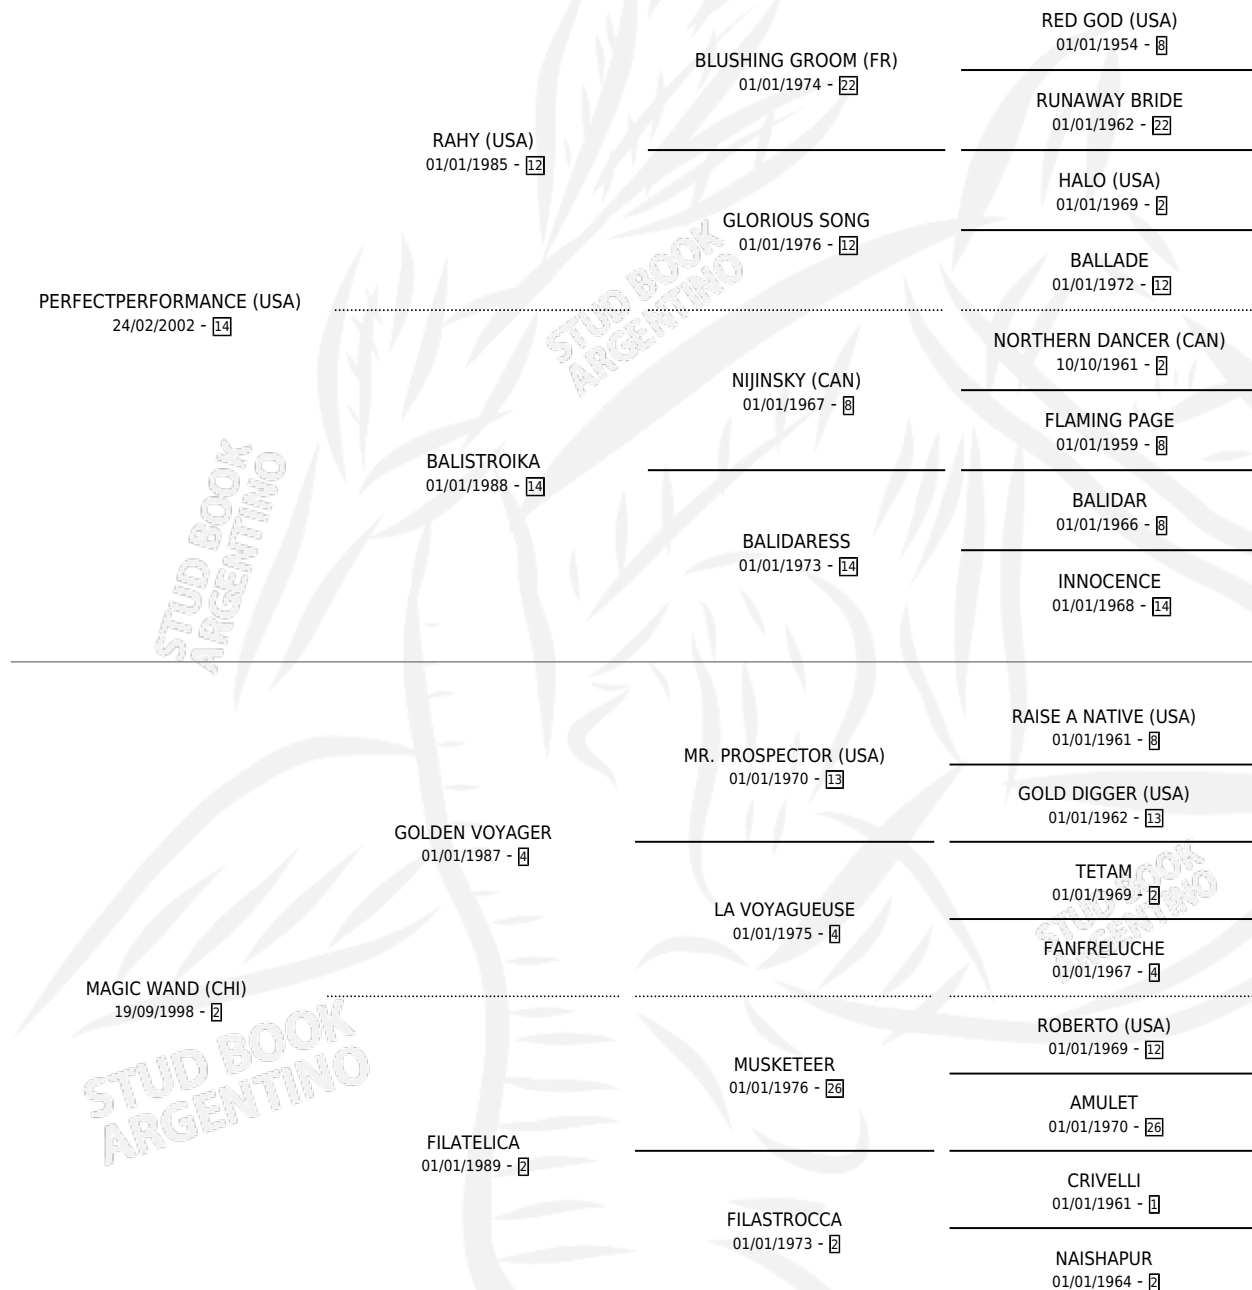 RED GOD (USA)
01/01/1954 - 8
BLUSHING GROOM (FR)
01/01/1974 - 22
RUNAWAY BRIDE
01/01/1962 - 22
RAHY (USA)
01/01/1985 - 12
HALO (USA)
01/01/1969 - 2
GLORIOUS SONG
01/01/1976 - 12
BALLADE
01/01/1972 - 12
PERFECTPERFORMANCE (USA)
24/02/2002 - 14
NORTHERN DANCER (CAN)
10/10/1961 - 2
NIJINSKY (CAN)
01/01/1967 - 8
FLAMING PAGE
01/01/1959 - 8
BALISTROIKA
01/01/1988 - 14
BALIDAR
01/01/1966 - 8
BALIDARESS
01/01/1973 - 14
INNOCENCE
01/01/1968 - 14
RAISE A NATIVE (USA)
01/01/1961 - 8
MR. PROSPECTOR (USA)
01/01/1970 - 13
GOLD DIGGER (USA)
01/01/1962 - 13
GOLDEN VOYAGER
01/01/1987 - 4
TETAM
01/01/1969 - 2
LA VOYAGUEUSE
01/01/1975 - 4
FANFRELUCHE
01/01/1967 - 4
MAGIC WAND (CHI)
19/09/1998 - 2
ROBERTO (USA)
01/01/1969 - 12
MUSKETEER
01/01/1976 - 26
AMULET
01/01/1970 - 26
FILATELICA
01/01/1989 - 2
CRIVELLI
01/01/1961 - 1
FILASTROCCA
01/01/1973 - 2
NAISHAPUR
01/01/1964 - 2
STUD BOOK
ARGENTINO
STUD BOOK
ARGENTINO
STUD BOOK
ARGENTINO
STUD BOOK
ARGENTINO